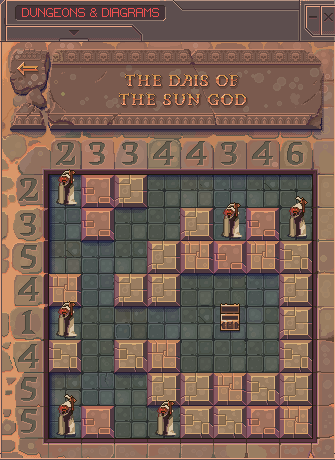 DUNGEONS & DIAGRAMS
THE DAIS OF
THE SUN GOD
2 3 3 4 4 3 4 6
2
3
5
4
1
4
5
5